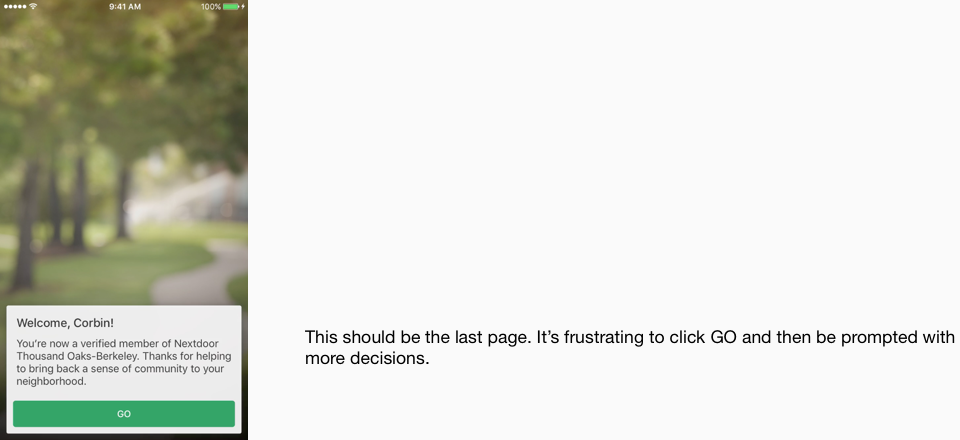 9:41 AM
100%
Welcome, Corbin!
You're now a verified member of Nextdoor
Thousand Oaks-Berkeley. Thanks for helping
to bring back a sense of community to your
neighborhood.
GO
This should be the last page. It’s frustrating to click GO and then be prompted with
more decisions.